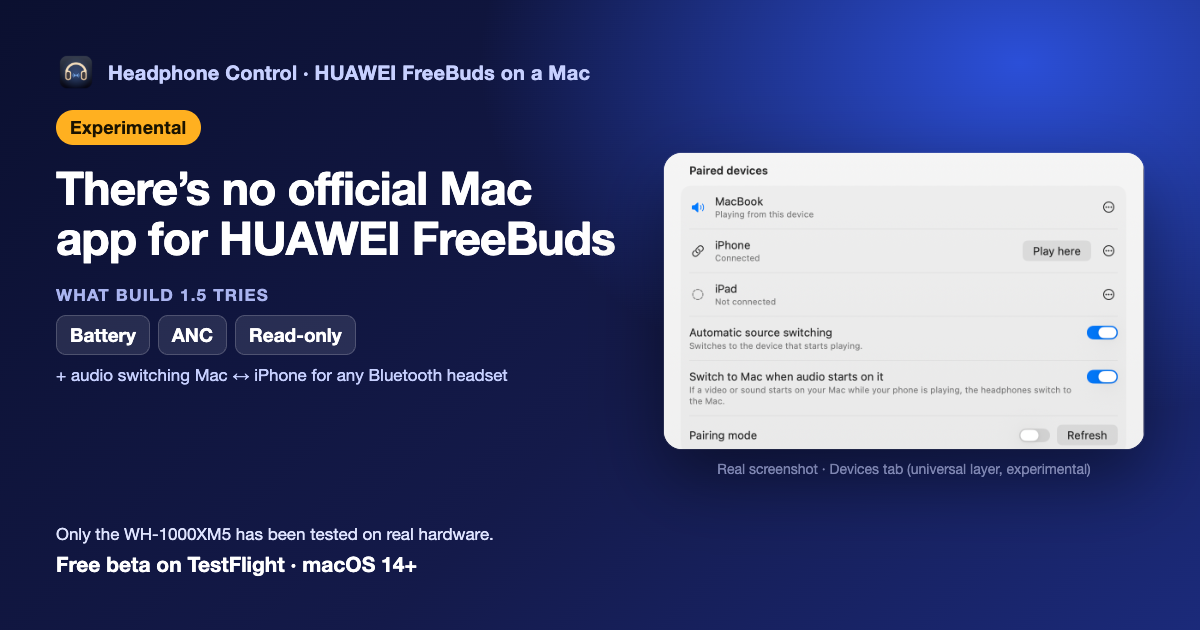 Headphone Control · HUAWEI FreeBuds on a Mac
Experimental
There’s no official Mac
app for HUAWEI FreeBuds
WHAT BUILD 1.5 TRIES
Battery
ANC
Read-only
+ audio switching Mac ↔ iPhone for any Bluetooth headset
Only the WH-1000XM5 has been tested on real hardware.
Free beta on TestFlight · macOS 14+
Paired devices
MacBook
Playing from this device
iPhone
Connected
Play here
iPad
Not connected
Automatic source switching
Switches to the device that starts playing.
Switch to Mac when audio starts on it
If a video or sound starts on your Mac while your phone is playing, the headphones switch to
the Mac.
Pairing mode
Refresh
Real screenshot · Devices tab (universal layer, experimental)